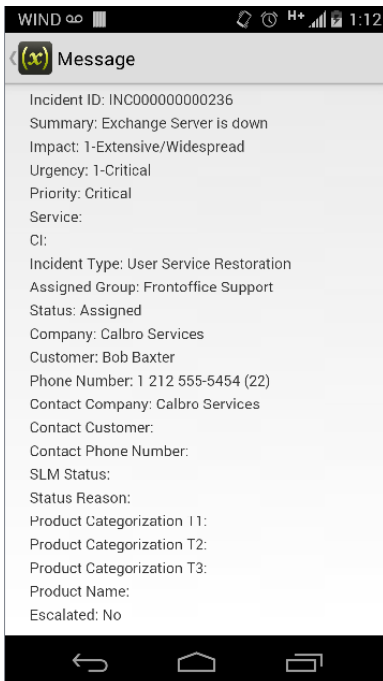 WIND
H+ 1:12
(x) Message
Incident ID: INC000000000236
Summary: Exchange Server is down
Impact: 1-Extensive/Widespread
Urgency: 1-Critical
Priority: Critical
Service:
CI:
Incident Type: User Service Restoration
Assigned Group: Frontoffice Support
Status: Assigned
Company: Calbro Services
Customer: Bob Baxter
Phone Number: 1 212 555-5454 (22)
Contact Company: Calbro Services
Contact Customer:
Contact Phone Number:
SLM Status:
Status Reason:
Product Categorization T1:
Product Categorization T2:
Product Categorization T3:
Product Name:
Escalated: No